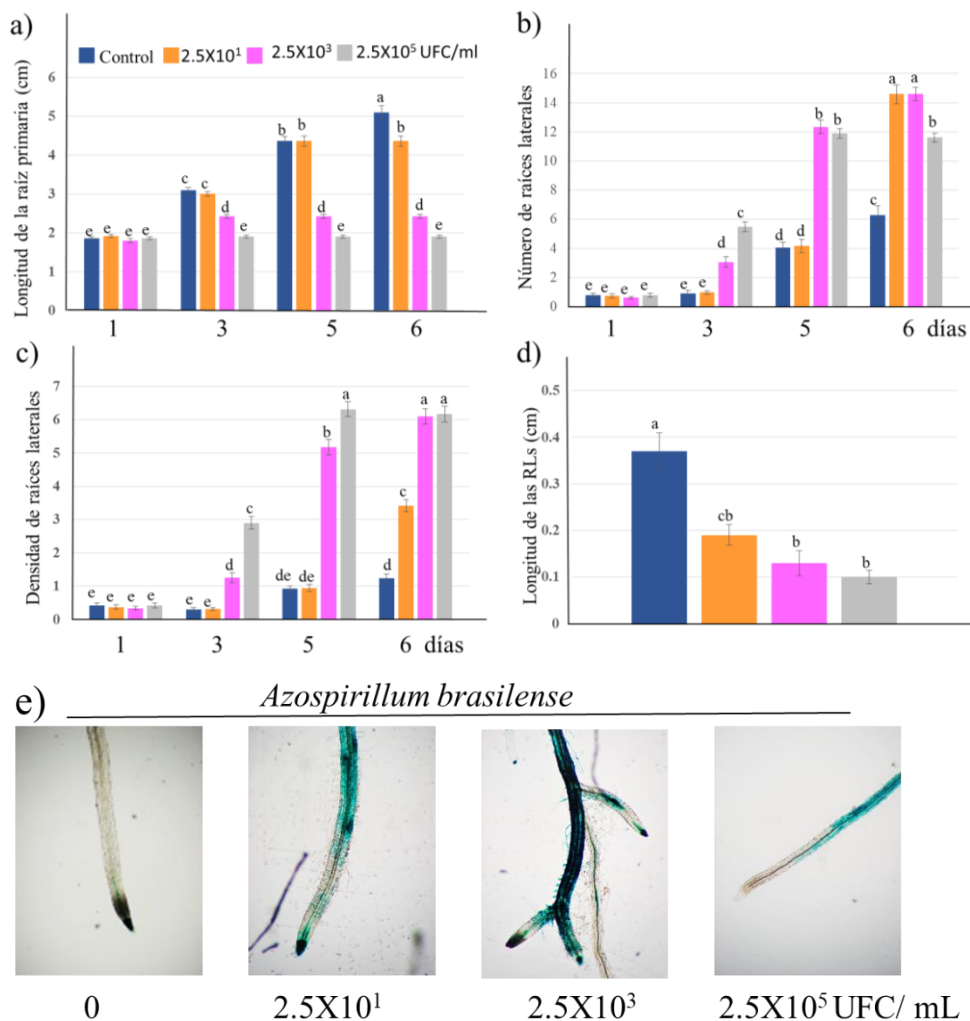 a)
Control 2.5X10¹ 2.5X10³ 2.5X10⁵ UFC/ml
Longitud de la raíz primaria (cm)
6
5
4
3
2
1
0
e e e e
c c d e
b b d e
a b d e
1 3 5 6
b)
Número de raíces laterales
16
14
12
10
8
6
4
2
0
e e e e
e e d c
d d b b
c a a b
1 3 5 6 días
c)
Densidad de raíces laterales
7
6
5
4
3
2
1
0
e e e e
e e d c
de de b a
d c a a
1 3 5 6 días
d)
Longitud de las RLs (cm)
0.5
0.4
0.3
0.2
0.1
0
a cb b b
e)
Azospirillum brasilense
0 2.5X10¹ 2.5X10³ 2.5X10⁵ UFC/ mL